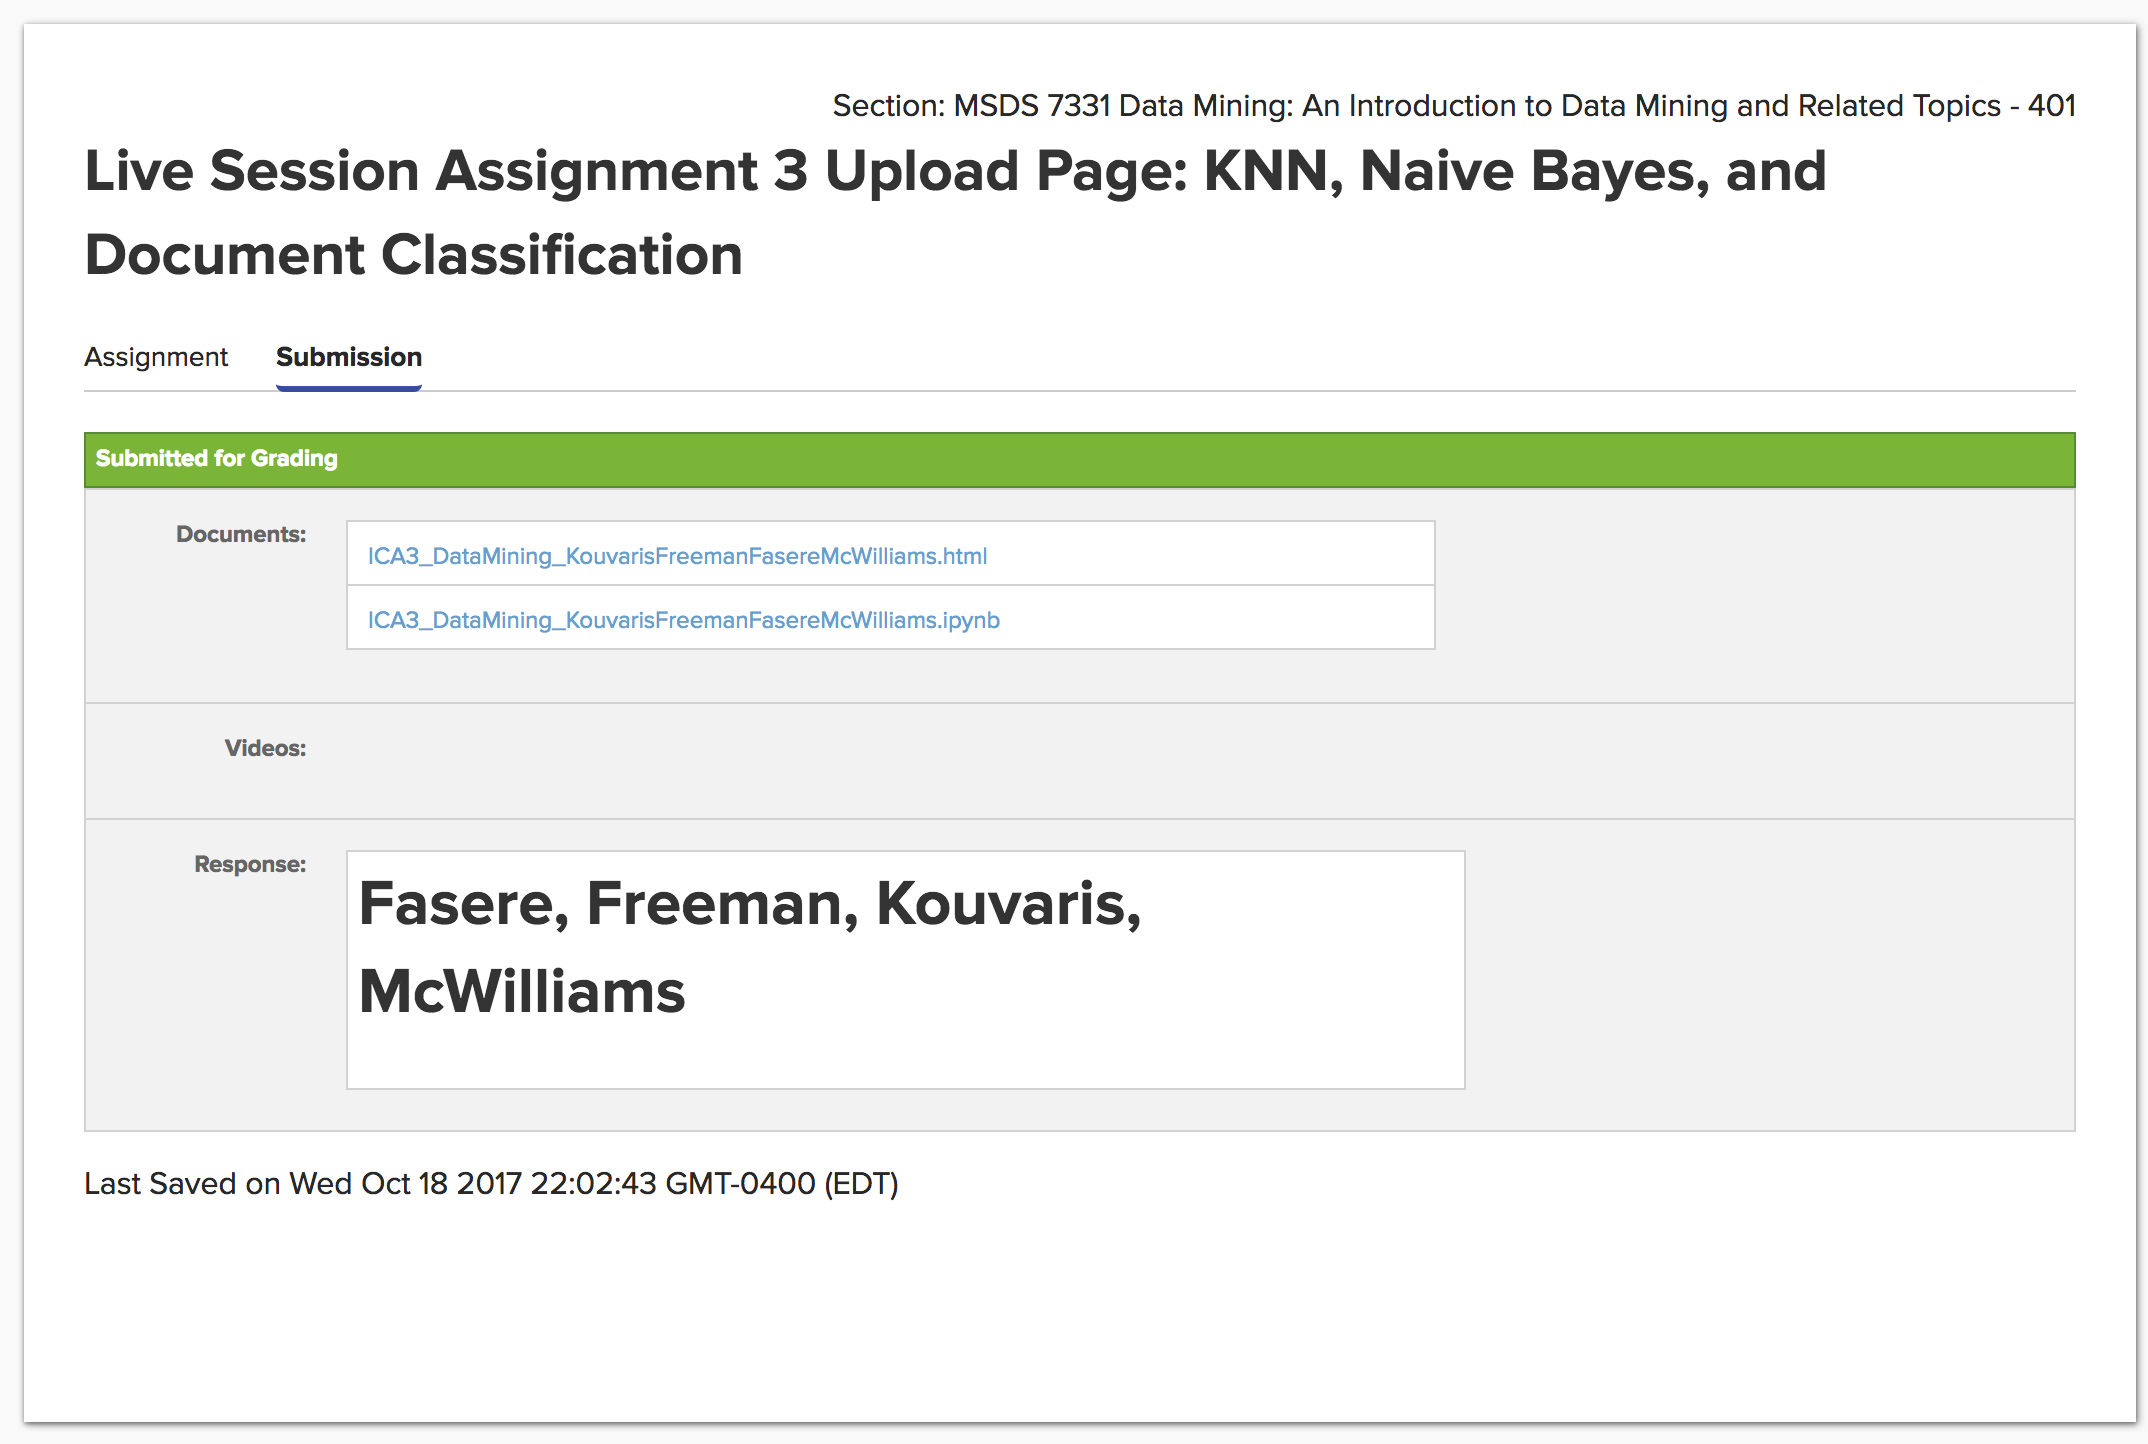 Section: MSDS 7331 Data Mining: An Introduction to Data Mining and Related Topics - 401
Live Session Assignment 3 Upload Page: KNN, Naive Bayes, and
Document Classification
Assignment Submission
Submitted for Grading
Documents:
ICA3_DataMining_KouvarisFreemanFasereMcWilliams.html
ICA3_DataMining_KouvarisFreemanFasereMcWilliams.ipynb
Videos:
Response:
Fasere, Freeman, Kouvaris,
McWilliams
Last Saved on Wed Oct 18 2017 22:02:43 GMT-0400 (EDT)